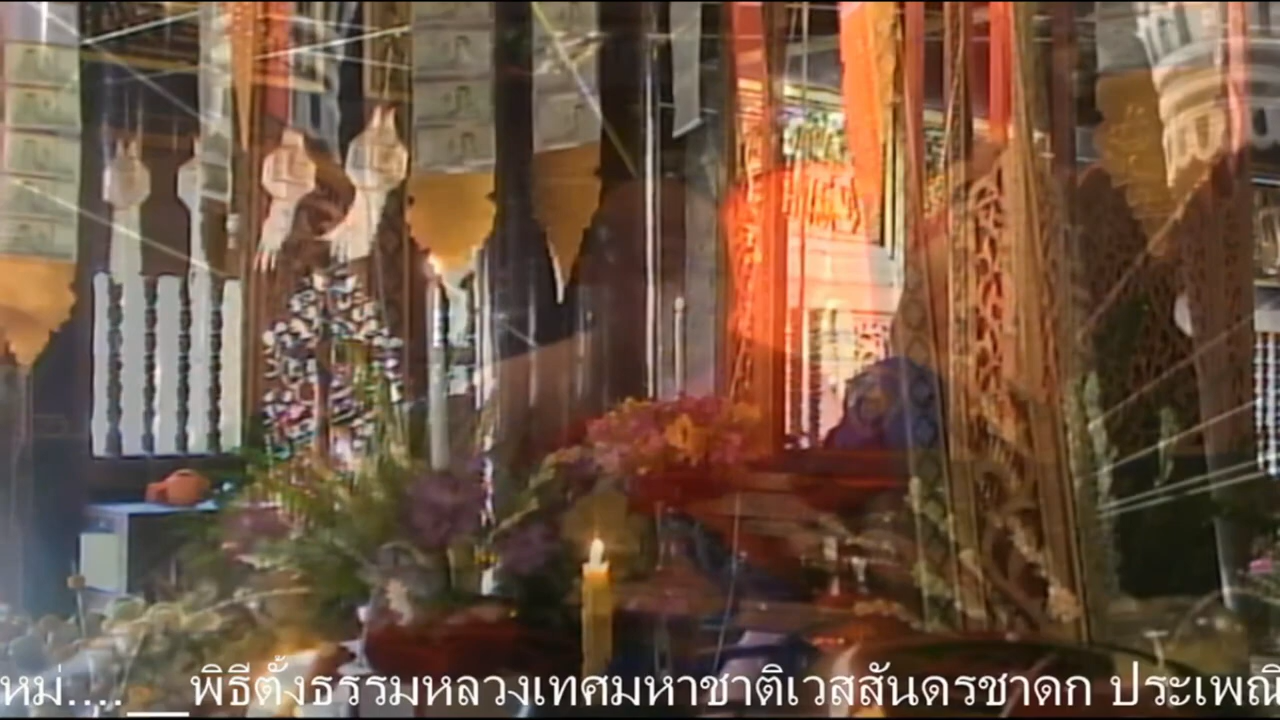 หม่....__พิธีตั้งธรรมหลวงเทศมหาชาติเวสสันดรชาดก ประเพณิ